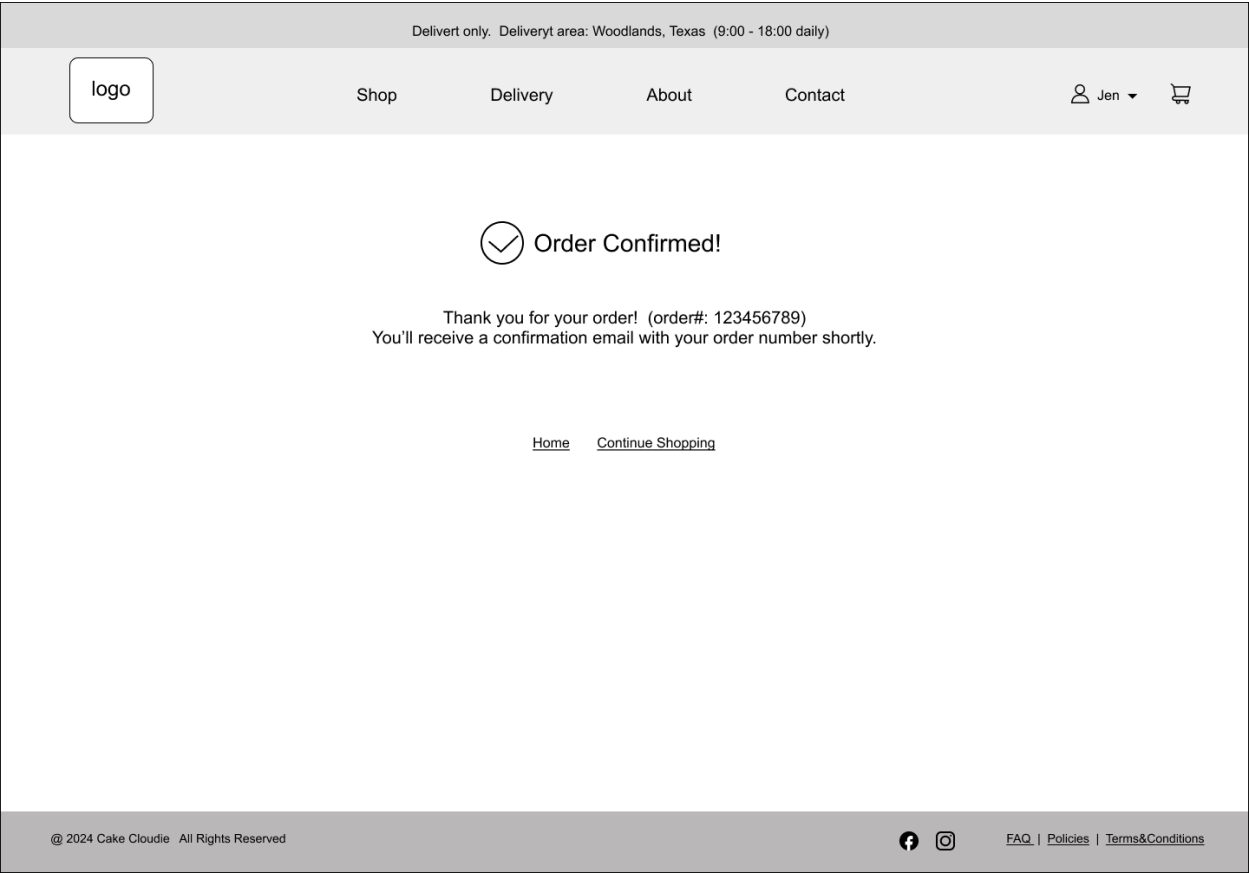 Delivert only.  Deliveryt area: Woodlands, Texas  (9:00 - 18:00 daily)
logo
Shop
Delivery
About
Contact
Jen
Order Confirmed!
Thank you for your order!  (order#: 123456789)
You’ll receive a confirmation email with your order number shortly.
Home
Continue Shopping
@ 2024 Cake Cloudie   All Rights Reserved
FAQ  |  Policies  |  Terms&Conditions